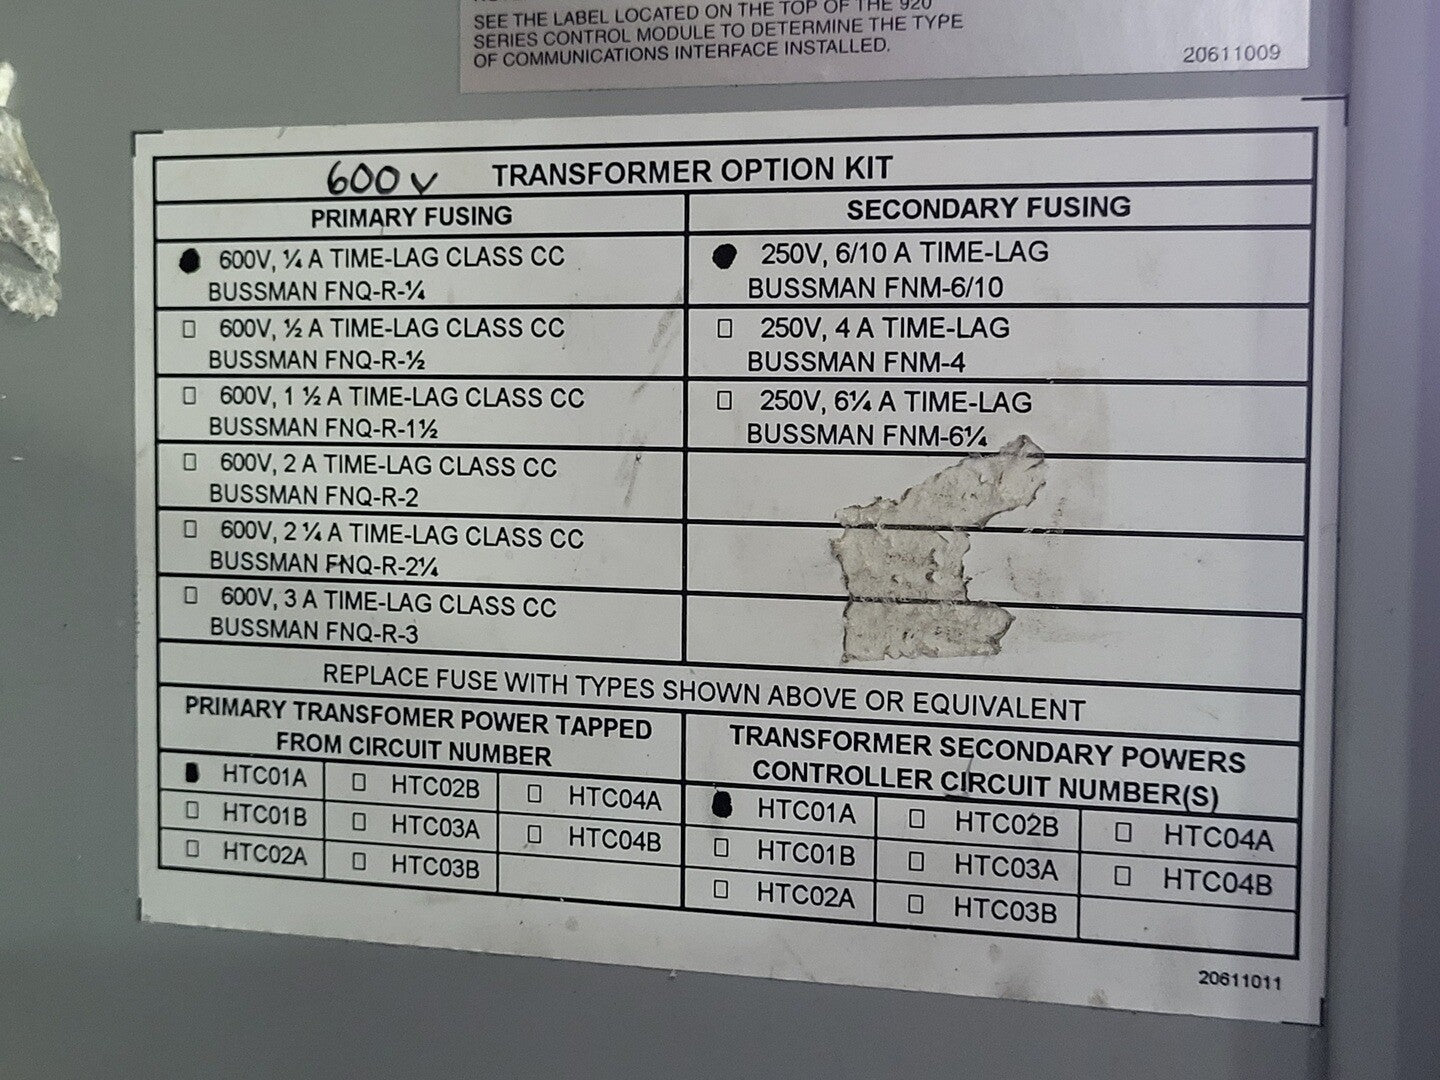 SEE THE LABEL LOCATED ON THE TOP OF THE 920
SERIES CONTROL MODULE TO DETERMINE THE TYPE
OF COMMUNICATIONS INTERFACE INSTALLED.
20611009
600V TRANSFORMER OPTION KIT
PRIMARY FUSING
SECONDARY FUSING
600V, ¼ A TIME-LAG CLASS CC
BUSSMAN FNQ-R-¼
250V, 6/10 A TIME-LAG
BUSSMAN FNM-6/10
600V, ½ A TIME-LAG CLASS CC
BUSSMAN FNQ-R-½
250V, 4 A TIME-LAG
BUSSMAN FNM-4
600V, 1 ½ A TIME-LAG CLASS CC
BUSSMAN FNQ-R-1½
250V, 6¼ A TIME-LAG
BUSSMAN FNM-6¼
600V, 2 A TIME-LAG CLASS CC
BUSSMAN FNQ-R-2
600V, 2 ¼ A TIME-LAG CLASS CC
BUSSMAN FNQ-R-2¼
600V, 3 A TIME-LAG CLASS CC
BUSSMAN FNQ-R-3
REPLACE FUSE WITH TYPES SHOWN ABOVE OR EQUIVALENT
PRIMARY TRANSFOMER POWER TAPPED
FROM CIRCUIT NUMBER
HTC01A HTC02B HTC04A
HTC01B HTC03A HTC04B
HTC02A HTC03B
TRANSFORMER SECONDARY POWERS
CONTROLLER CIRCUIT NUMBER(S)
HTC01A HTC02B HTC04A
HTC01B HTC03A HTC04B
HTC02A HTC03B
20611011